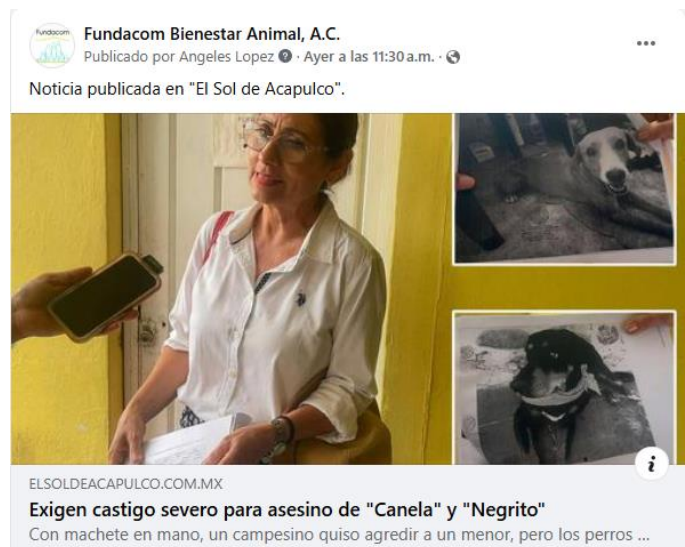 Fundacom
Fundacom Bienestar Animal, A.C.
Publicado por Angeles Lopez ? · Ayer a las 11:30 a.m. ·
Noticia publicada en "El Sol de Acapulco".
i
ELSOLDEACAPULCO.COM.MX
Exigen castigo severo para asesino de "Canela" y "Negrito"
Con machete en mano, un campesino quiso agredir a un menor, pero los perros ...